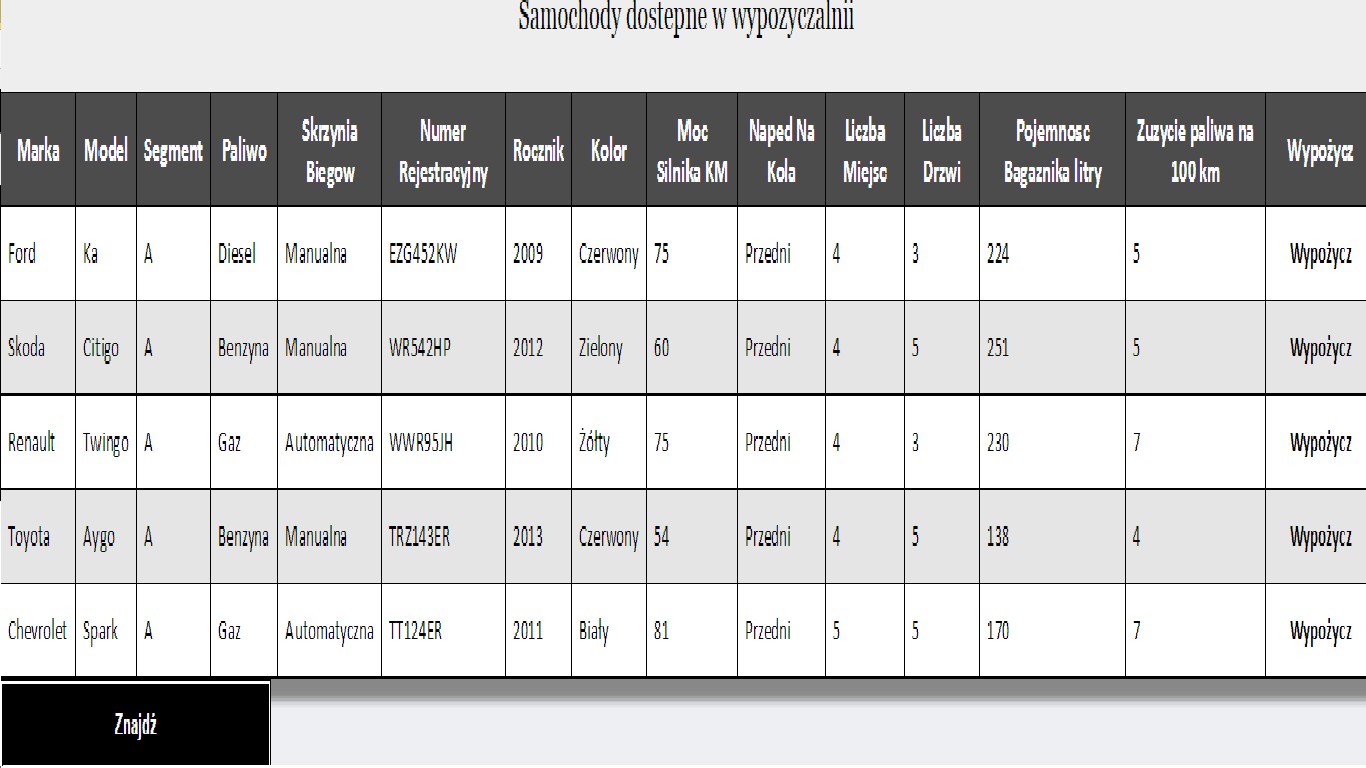 Samochody dostepne w wypozyczalnii
Marka Model Segment Paliwo Skrzynia Biegow Numer Rejestracyjny Rocznik Kolor Moc Silnika KM Naped Na Kola Liczba Miejsc Liczba Drzwi Pojemnosc Bagaznika litry Zuzycie paliwa na 100 km Wypożycz
Ford Ka A Diesel Manualna EZG452KW 2009 Czerwony 75 Przedni 4 3 224 5 Wypożycz
Skoda Citigo A Benzyna Manualna WR542HP 2012 Zielony 60 Przedni 4 5 251 5 Wypożycz
Renault Twingo A Gaz Automatyczna WWR95JH 2010 Żółty 75 Przedni 4 3 230 7 Wypożycz
Toyota Aygo A Benzyna Manualna TRZ143ER 2013 Czerwony 54 Przedni 4 5 138 4 Wypożycz
Chevrolet Spark A Gaz Automatyczna TT124ER 2011 Biały 81 Przedni 5 5 170 7 Wypożycz
Znajdź